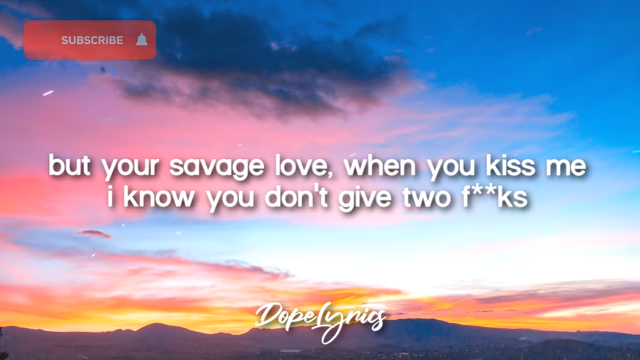 SUBSCRIBE
but your savage love, when you kiss me
i know you don't give two f**ks
DopeLyrics